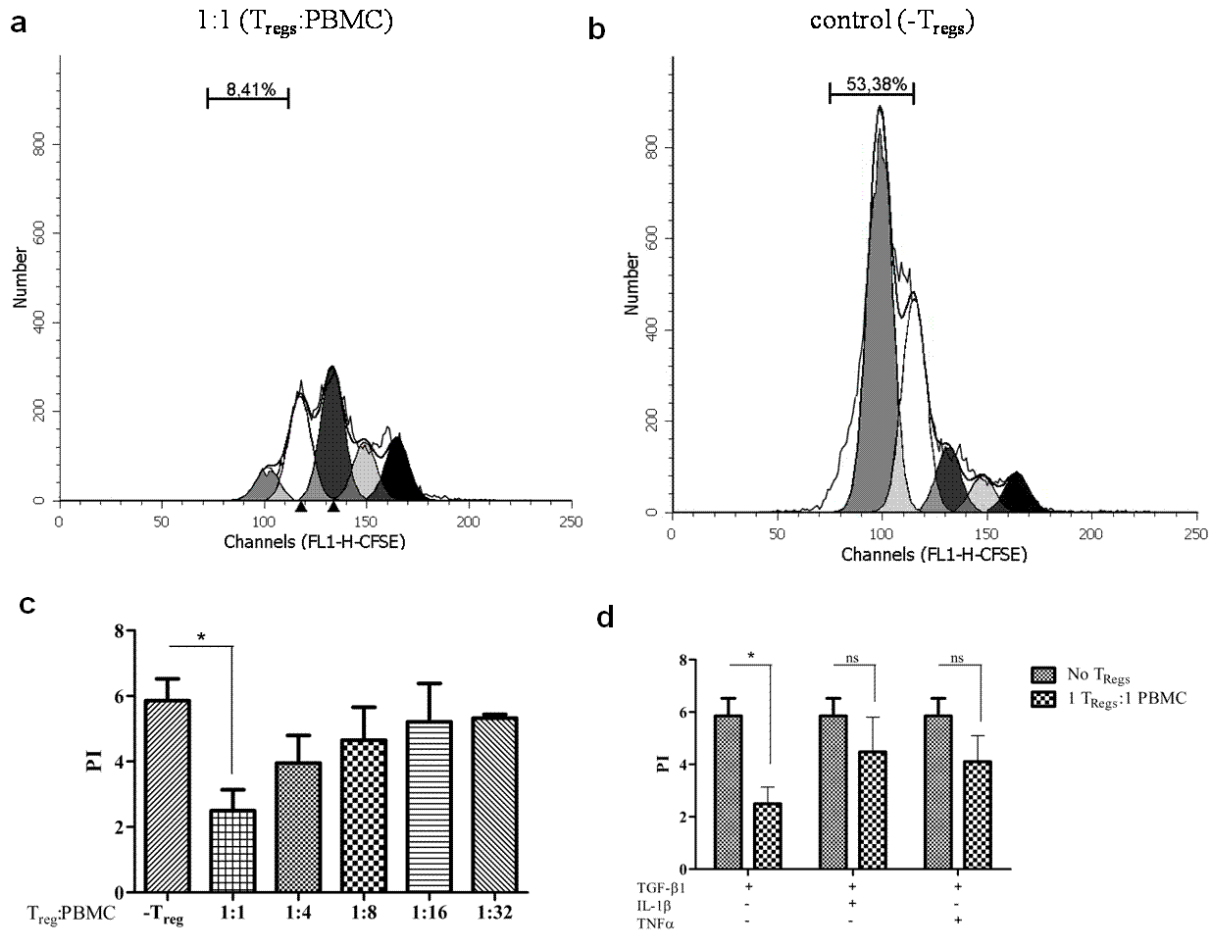 a
1:1 (Tregs:PBMC)
8,41%
Number
0 200 400 600 800
0 50 100 150 200 250
Channels (FL1-H-CFSE)
b
control (-Tregs)
53,38%
Number
0 200 400 600 800
0 50 100 150 200 250
Channels (FL1-H-CFSE)
c
PI
8
6
4
2
0
*
Treg:PBMC -Treg 1:1 1:4 1:8 1:16 1:32
d
PI
8
6
4
2
0
* ns ns
No TRegs
1 TRegs:1 PBMC
TGF-β1 + + +
IL-1β - + -
TNFα - - +